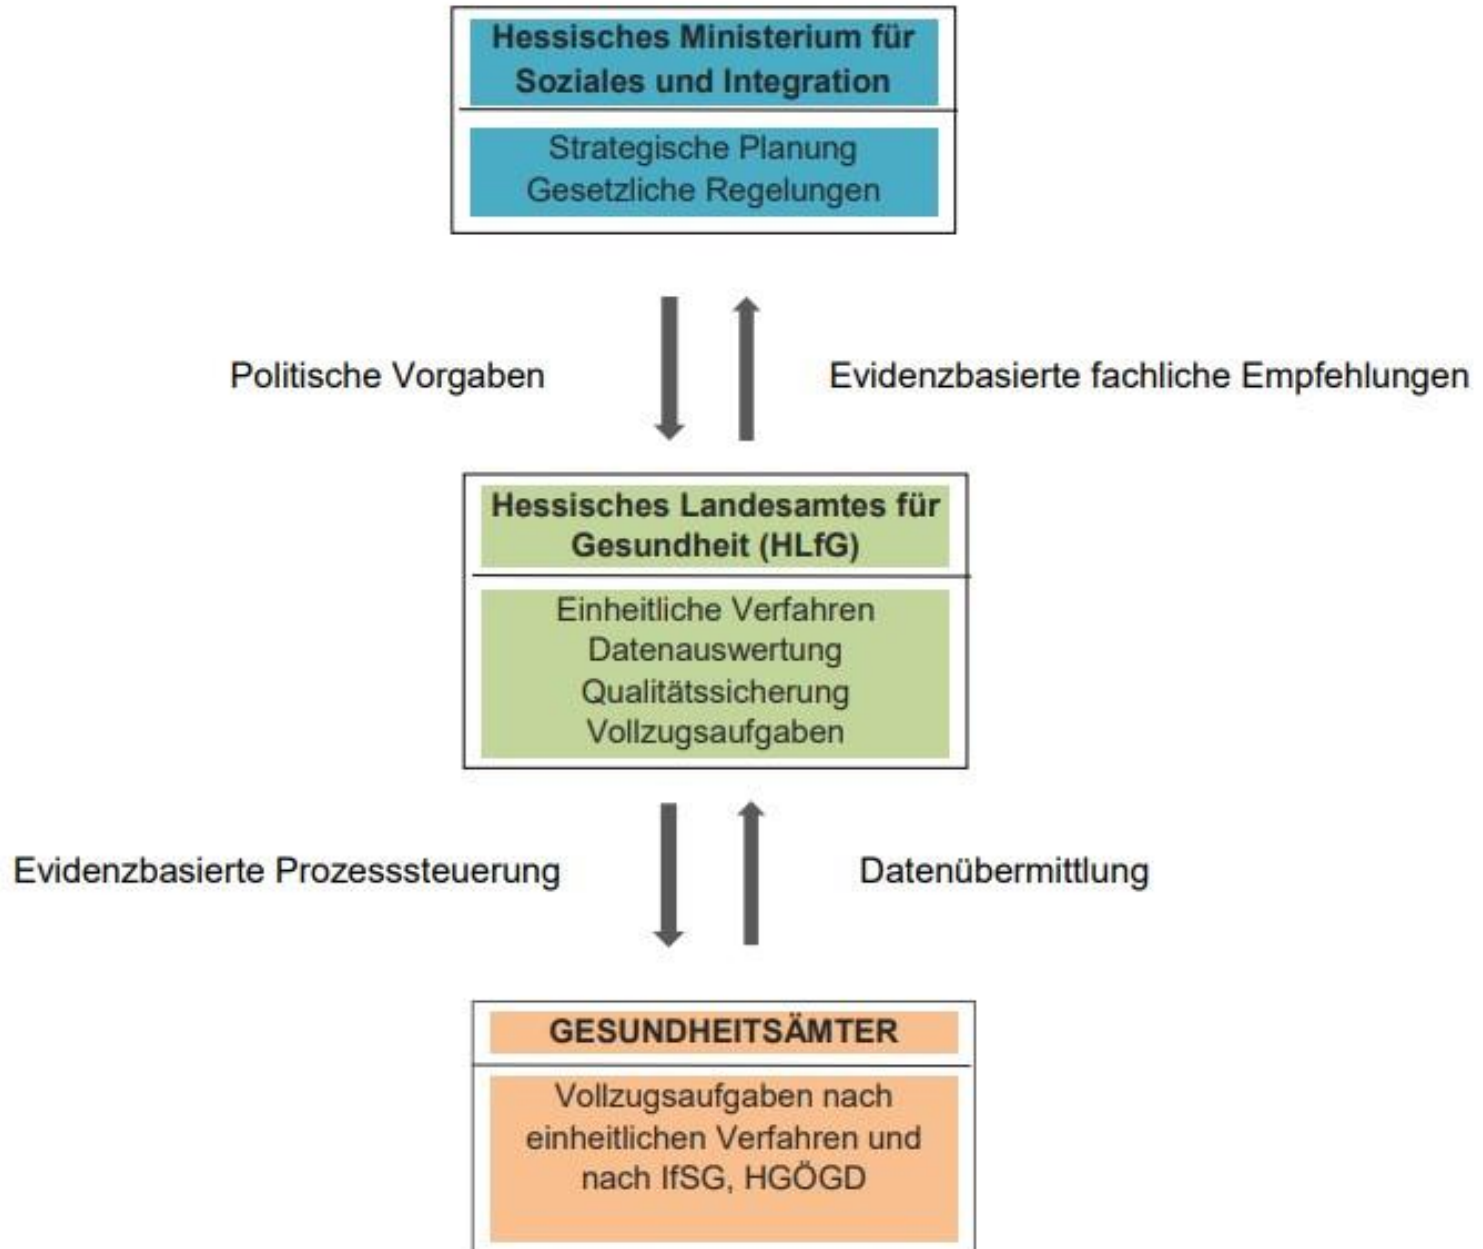 Hessisches Ministerium für
Soziales und Integration
Strategische Planung
Gesetzliche Regelungen
Politische Vorgaben
Evidenzbasierte fachliche Empfehlungen
Hessisches Landesamtes für
Gesundheit (HLfG)
Einheitliche Verfahren
Datenauswertung
Qualitätssicherung
Vollzugsaufgaben
Evidenzbasierte Prozesssteuerung
Datenübermittlung
GESUNDHEITSÄMTER
Vollzugsaufgaben nach
einheitlichen Verfahren und
nach IfSG, HGÖGD